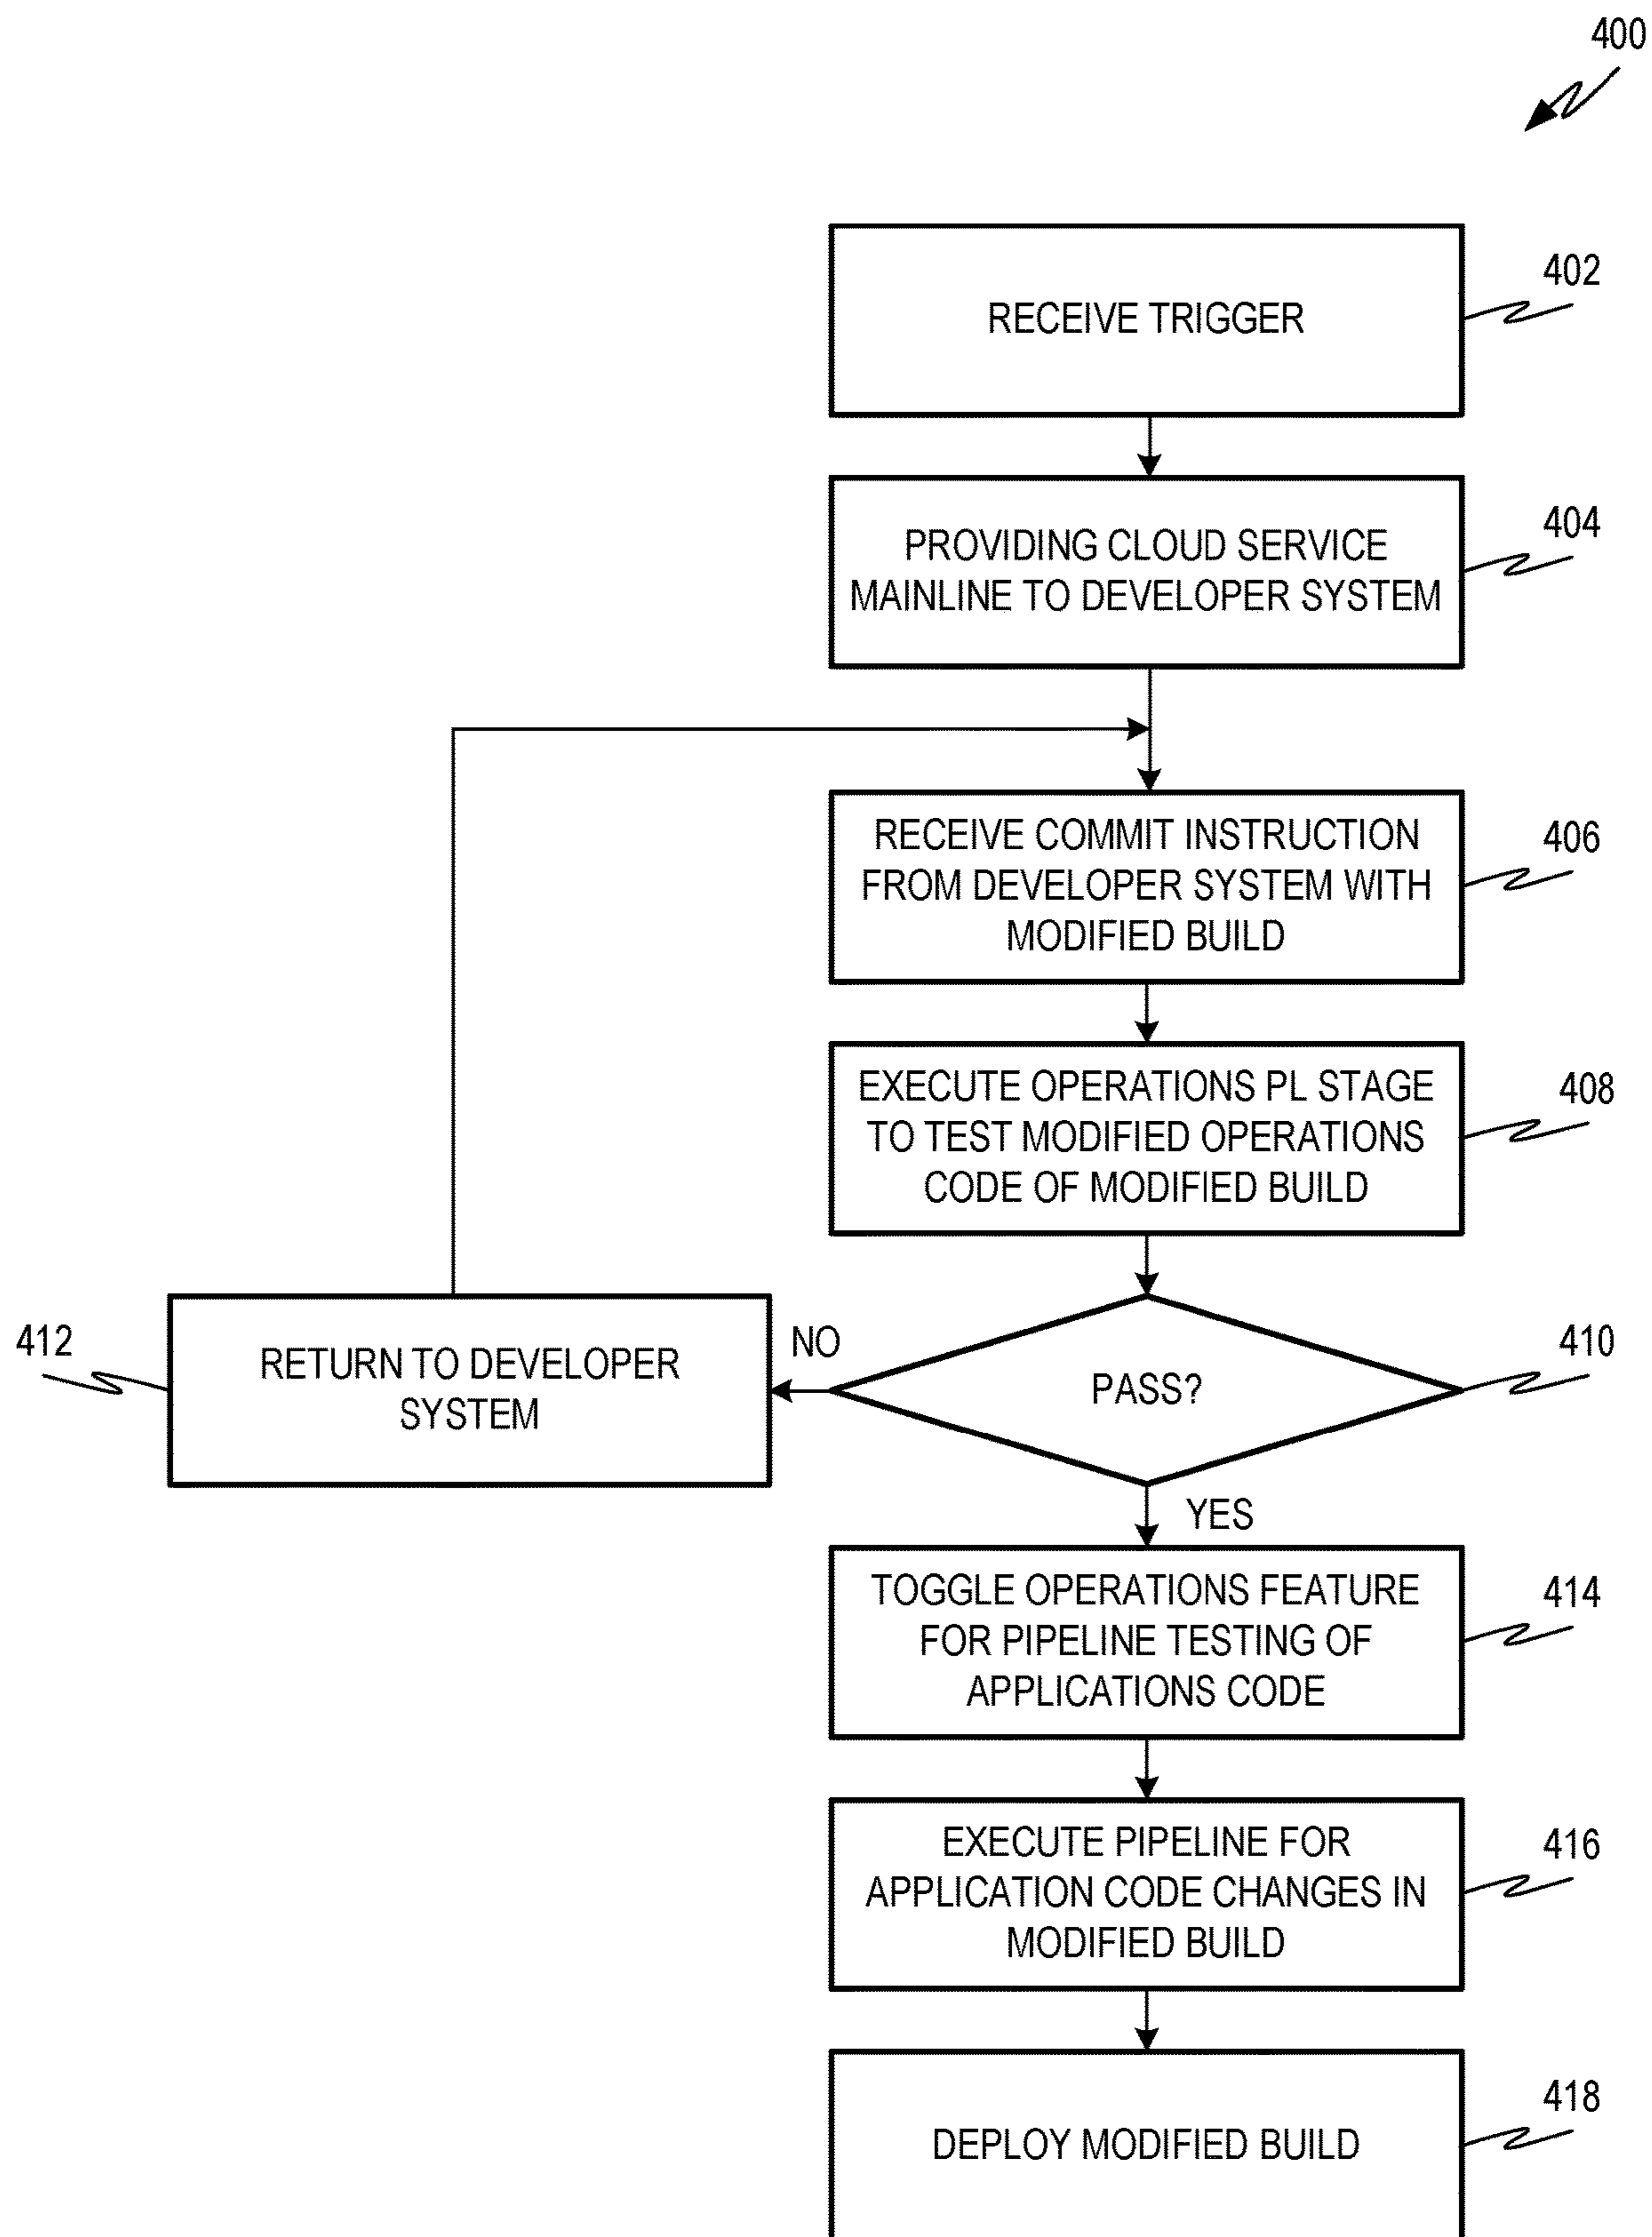 400
RECEIVE TRIGGER
402
PROVIDING CLOUD SERVICE
MAINLINE TO DEVELOPER SYSTEM
404
RECEIVE COMMIT INSTRUCTION
FROM DEVELOPER SYSTEM WITH
MODIFIED BUILD
406
EXECUTE OPERATIONS PL STAGE
TO TEST MODIFIED OPERATIONS
CODE OF MODIFIED BUILD
408
412
RETURN TO DEVELOPER
SYSTEM
NO
PASS?
410
YES
TOGGLE OPERATIONS FEATURE
FOR PIPELINE TESTING OF
APPLICATIONS CODE
414
EXECUTE PIPELINE FOR
APPLICATION CODE CHANGES IN
MODIFIED BUILD
416
DEPLOY MODIFIED BUILD
418